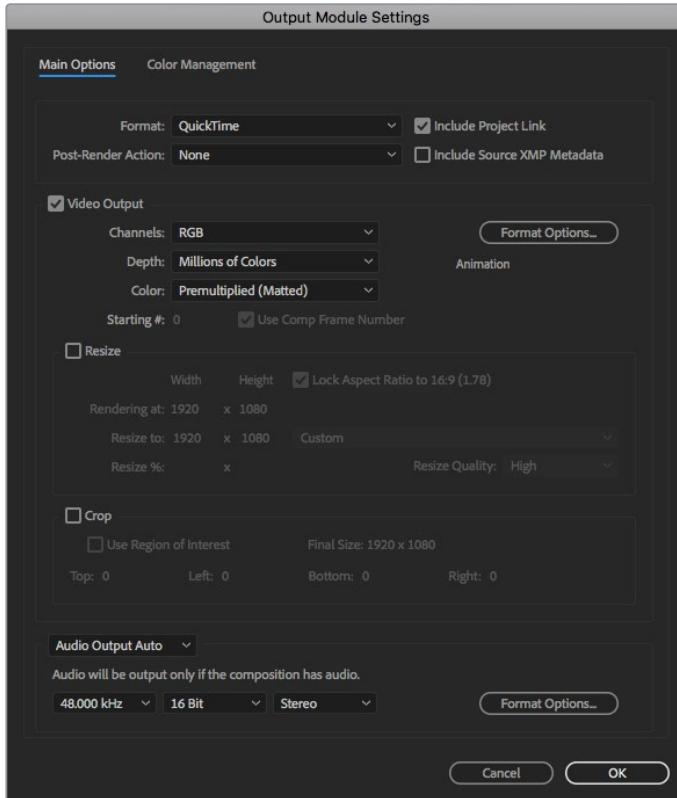 Output Module Settings
Main Options Color Management
Format: QuickTime Include Project Link
Post-Render Action: None Include Source XMP Metadata
Video Output
Channels: RGB Format Options...
Depth: Millions of Colors Animation
Color: Premultiplied (Matted)
Starting #: 0 Use Comp Frame Number
Resize
Width Height Lock Aspect Ratio to 16:9 (1.78)
Rendering at: 1920 x 1080
Resize to: 1920 x 1080 Custom
Resize %: x Resize Quality: High
Crop
Use Region of Interest Final Size: 1920 x 1080
Top: 0 Left: 0 Bottom: 0 Right: 0
Audio Output Auto
Audio will be output only if the composition has audio.
48.000 kHz 16 Bit Stereo Format Options...
Cancel OK